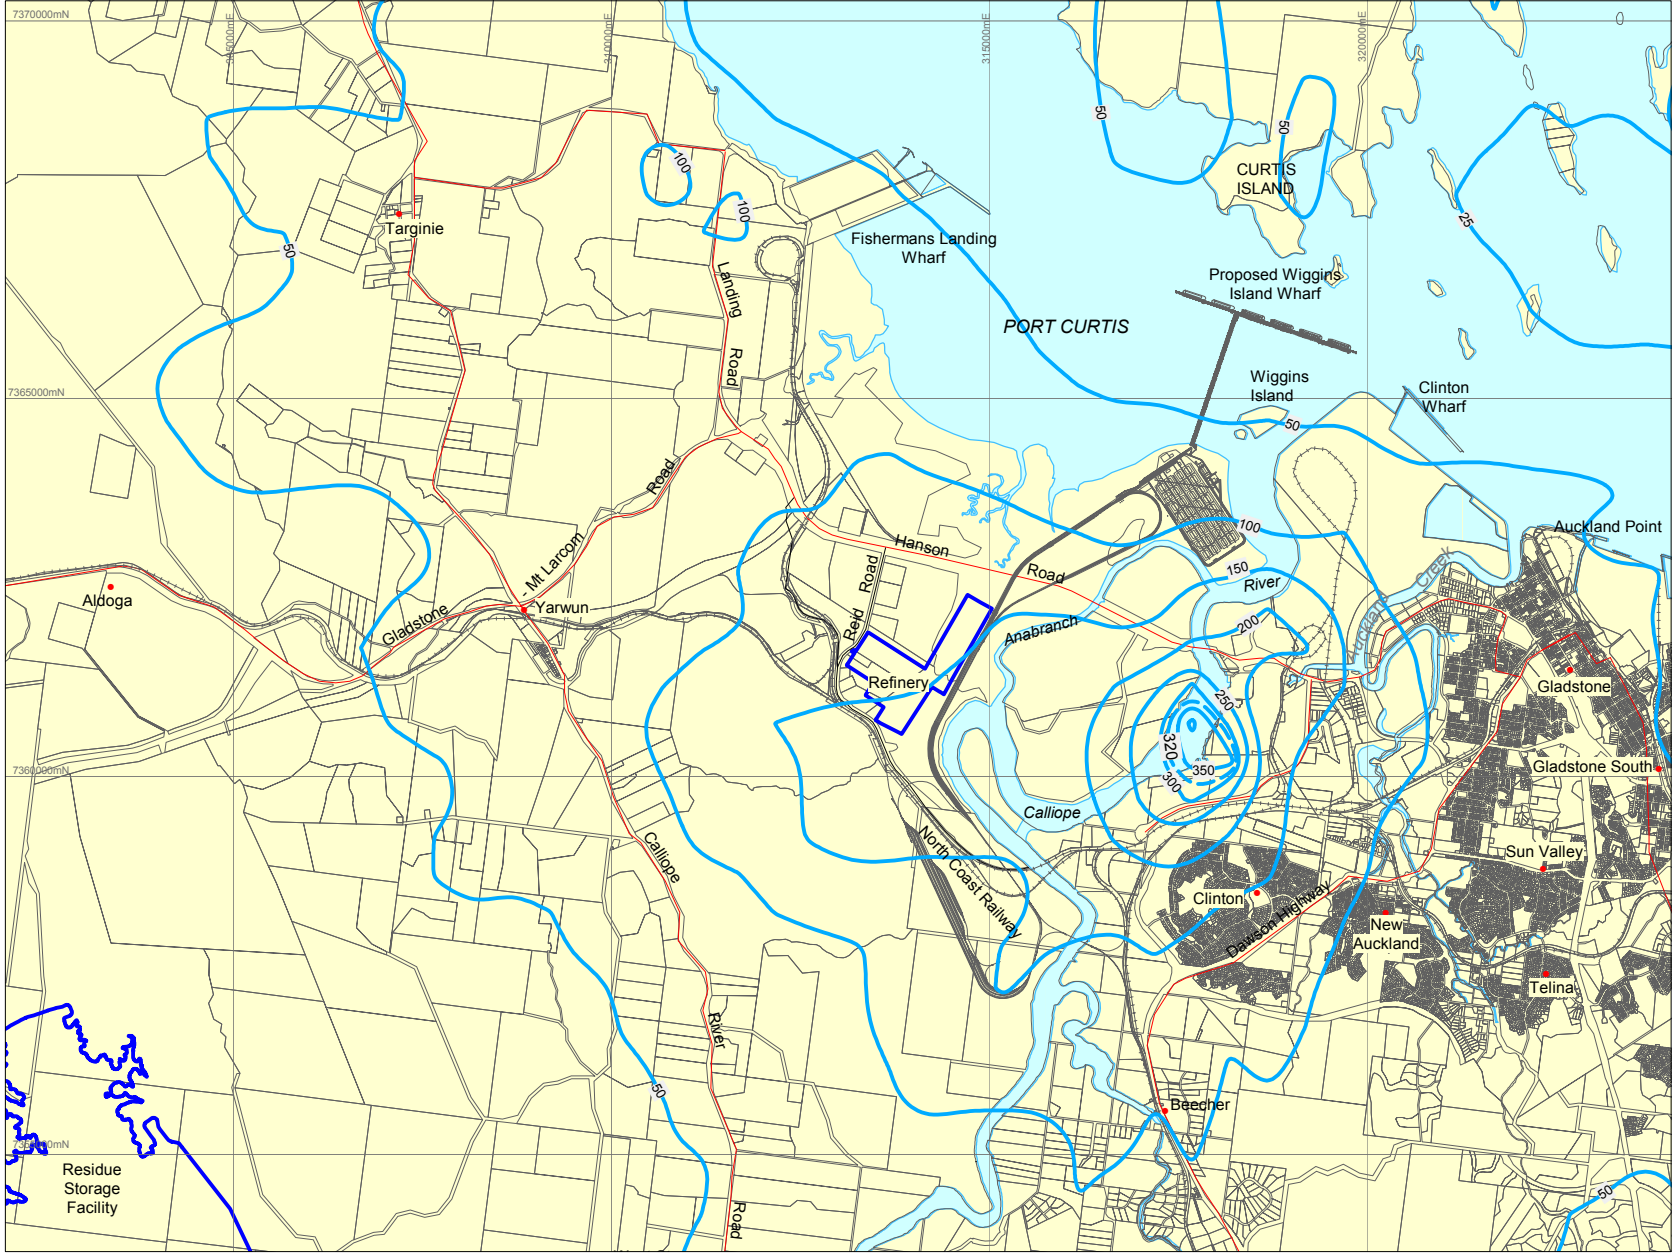 7370000mN
305000mE
310000mE
315000mE
320000mE
50
50
100
CURTIS
ISLAND
100
25
Targinie
50
Fishermans Landing
Wharf
Landing
Road
Proposed Wiggins
Island Wharf
PORT CURTIS
7365000mN
Wiggins
Island
Clinton
Wharf
50
Road
Hanson
Road
100
Auckland Point
- Mt Larcom
150
River
Auckland Creek
Aldoga
Yarwun
Gladstone
Reid Road
Anabranch
200
Refinery
250
Gladstone
320
350
300
7360000mN
Gladstone South
Calliope
Calliope
North Coast Railway
Sun Valley
Clinton
Dawson Highway
New
Auckland
Telina
River
50
Beecher
Residue
Storage
Facility
Road
50